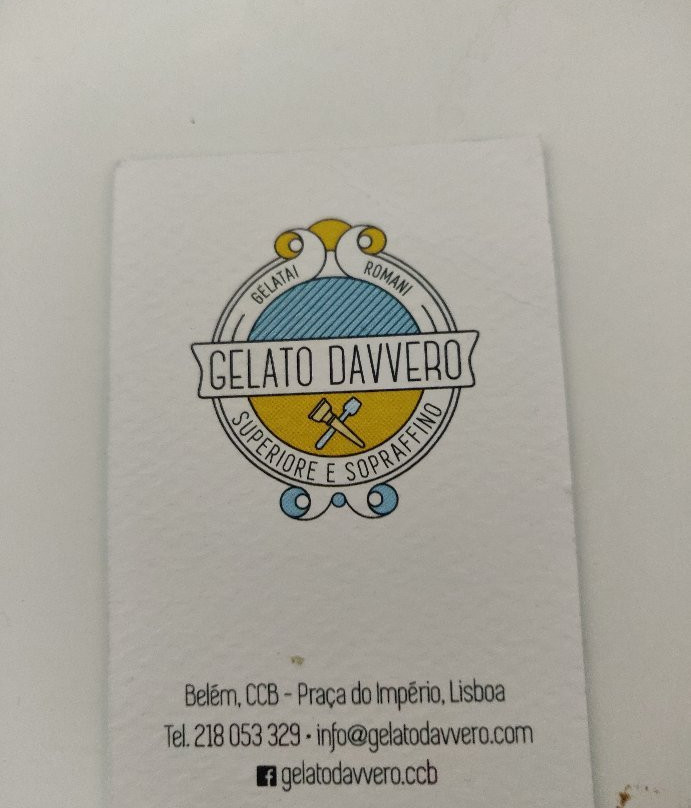 GELATAI ROMANI
GELATO DAVVERO
SUPERIORE E SOPRAFFINO
Belém, CCB - Praça do Império, Lisboa
Tel. 218 053 329 • info@gelatodavvero.com
gelatodavvero.ccb